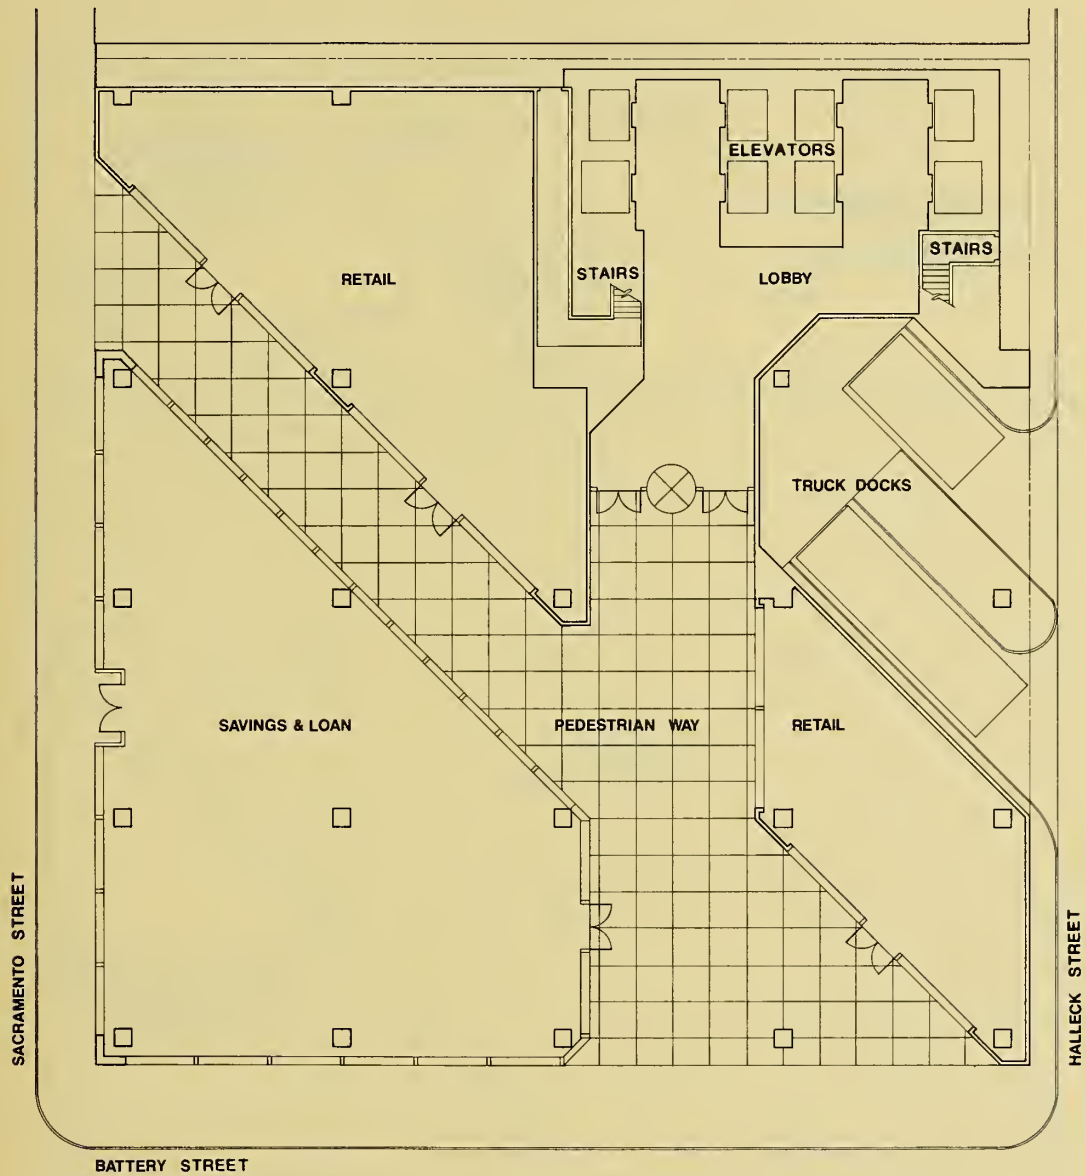 ELEVATORS
STAIRS
STAIRS
RETAIL
LOBBY
TRUCK DOCKS
SAVINGS & LOAN
PEDESTRIAN WAY
RETAIL
SACRAMENTO STREET
HALLECK STREET
BATTERY STREET